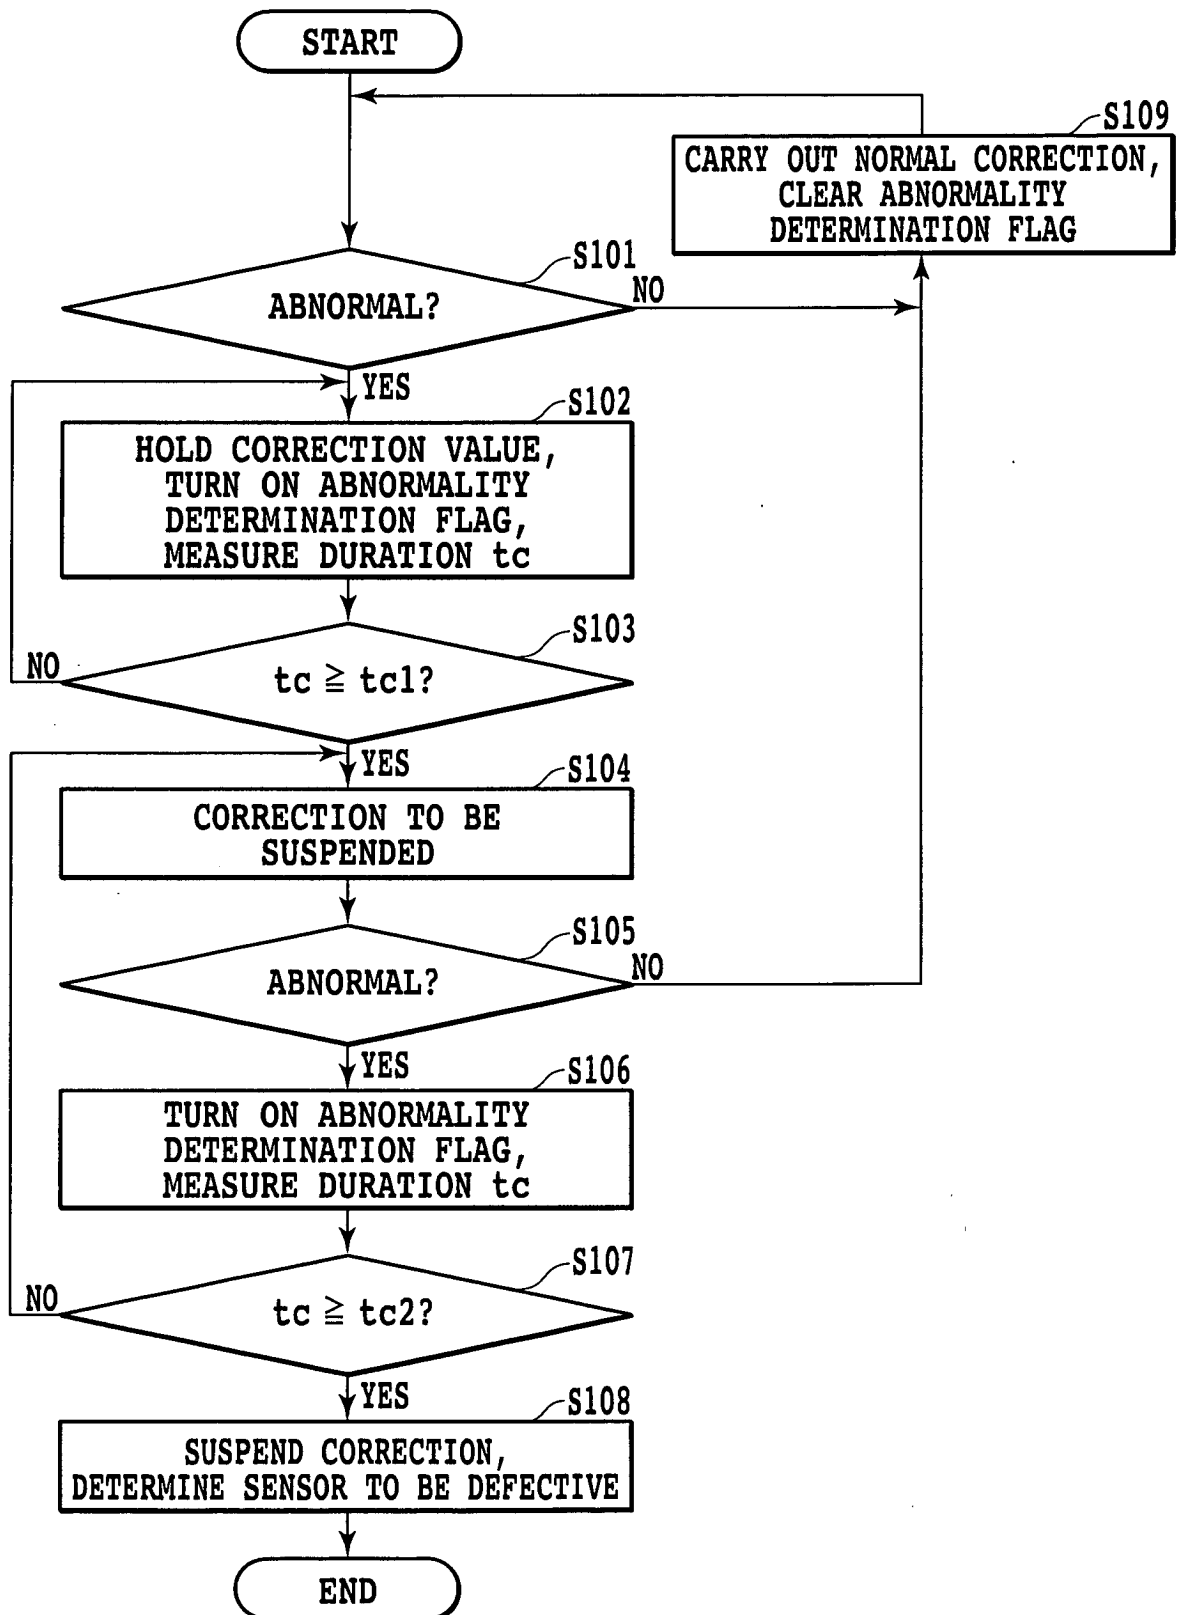 START
S109
CARRY OUT NORMAL CORRECTION,
CLEAR ABNORMALITY
DETERMINATION FLAG
S101
ABNORMAL?
NO
YES
S102
HOLD CORRECTION VALUE,
TURN ON ABNORMALITY
DETERMINATION FLAG,
MEASURE DURATION tc
S103
tc ≧ tc1?
NO
YES
S104
CORRECTION TO BE
SUSPENDED
S105
ABNORMAL?
NO
YES
S106
TURN ON ABNORMALITY
DETERMINATION FLAG,
MEASURE DURATION tc
S107
tc ≧ tc2?
NO
YES
S108
SUSPEND CORRECTION,
DETERMINE SENSOR TO BE DEFECTIVE
END